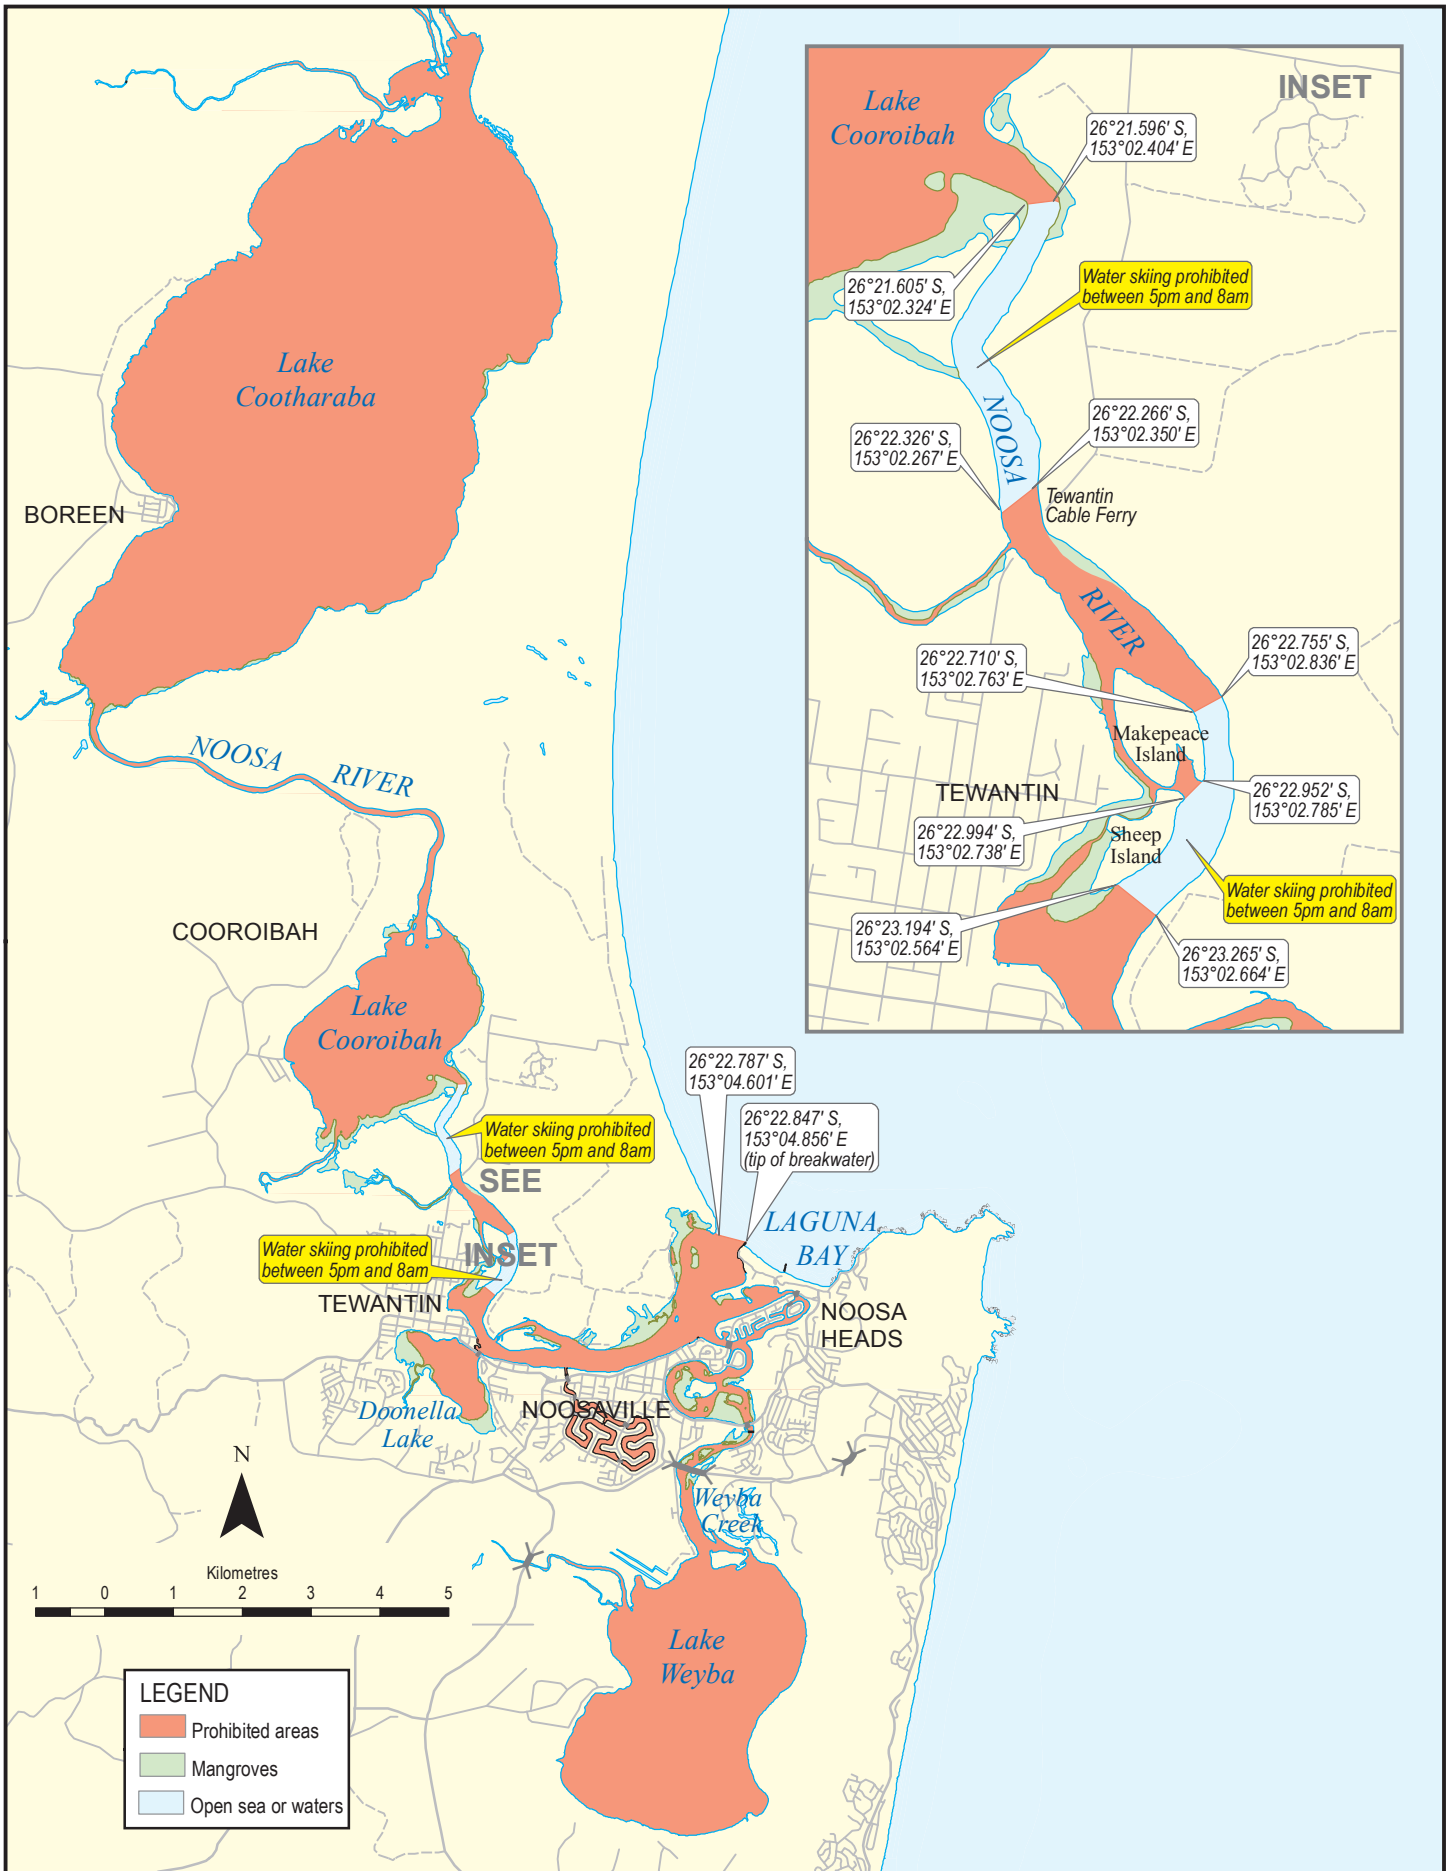 INSET
Lake
Cooroibah
26°21.596' S,
153°02.404' E
26°21.605' S,
153°02.324' E
Water skiing prohibited
between 5pm and 8am
NOOSA
26°22.266' S,
153°02.350' E
26°22.326' S,
153°02.267' E
Tewantin
Cable Ferry
RIVER
26°22.710' S,
153°02.763' E
26°22.755' S,
153°02.836' E
Makepeace
Island
TEWANTIN
26°22.952' S,
153°02.785' E
26°22.994' S,
153°02.738' E
Sheep
Island
Water skiing prohibited
between 5pm and 8am
26°23.194' S,
153°02.564' E
26°23.265' S,
153°02.664' E
Lake
Cootharaba
BOREEN
NOOSA RIVER
COOROIBAH
Lake
Cooroibah
26°22.787' S,
153°04.601' E
26°22.847' S,
153°04.856' E
(tip of breakwater)
Water skiing prohibited
between 5pm and 8am
SEE
INSET
LAGUNA
BAY
Water skiing prohibited
between 5pm and 8am
TEWANTIN
NOOSA
HEADS
Doonella
Lake
NOOSAVILLE
N
Weyba
Creek
Kilometres
1 0 1 2 3 4 5
Lake
Weyba
LEGEND
Prohibited areas
Mangroves
Open sea or waters